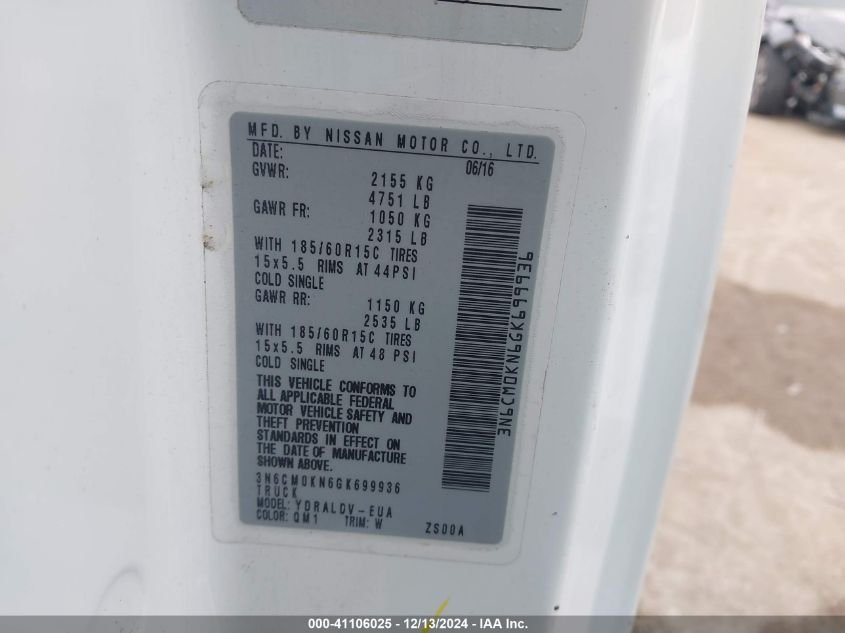 MFD. BY NISSAN MOTOR CO., LTD.
DATE: 06/16
GVWR: 2155 KG
4751 LB
GAWR FR: 1050 KG
2315 LB
WITH 185/60R15C TIRES
15x5.5 RIMS AT 44PSI
COLD SINGLE
GAWR RR: 1150 KG
2535 LB
WITH 185/60R15C TIRES
15x5.5 RIMS AT 48 PSI
COLD SINGLE
THIS VEHICLE CONFORMS TO
ALL APPLICABLE FEDERAL
MOTOR VEHICLE SAFETY AND
THEFT PREVENTION
STANDARDS IN EFFECT ON
THE DATE OF MANUFACTURE
SHOWN ABOVE.
3N6CM0KN6GK699936
TRUCK
MODEL: YDRALDV-EUA
COLOR: QM1 TRIM: W ZS00A
3N6CM0KN6GK699936
000-41106025 - 12/13/2024 - IAA Inc.